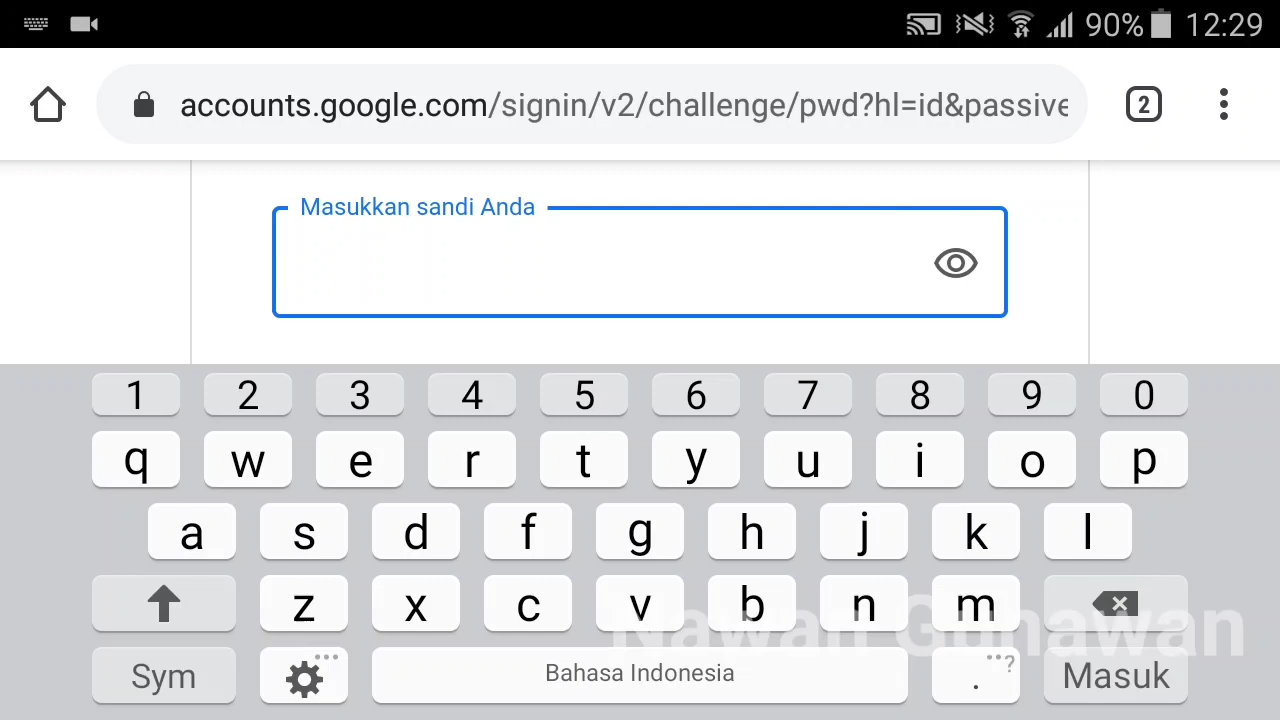 90% 12:29
accounts.google.com/signin/v2/challenge/pwd?hl=id&passive
2
Masukkan sandi Anda
1 2 3 4 5 6 7 8 9 0
q w e r t y u i o p
a s d f g h j k l
z x c v b n m
Nawan Gunawan
Sym Bahasa Indonesia . ...? Masuk